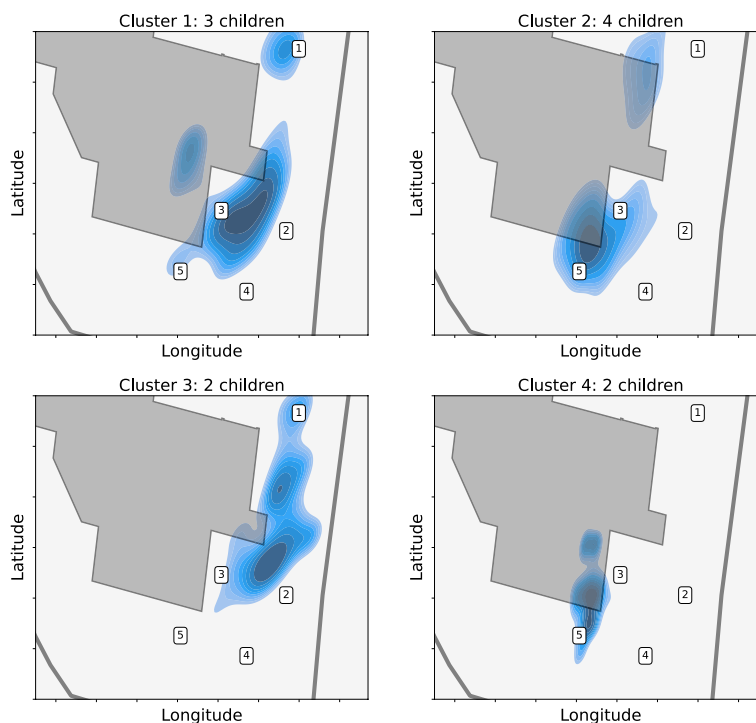 Cluster 1: 3 children
Cluster 2: 4 children
1
3
2
5
4
Latitude
Longitude
1
3
2
5
4
Latitude
Longitude
Cluster 3: 2 children
Cluster 4: 2 children
1
3
2
5
4
Latitude
Longitude
1
3
2
5
4
Latitude
Longitude